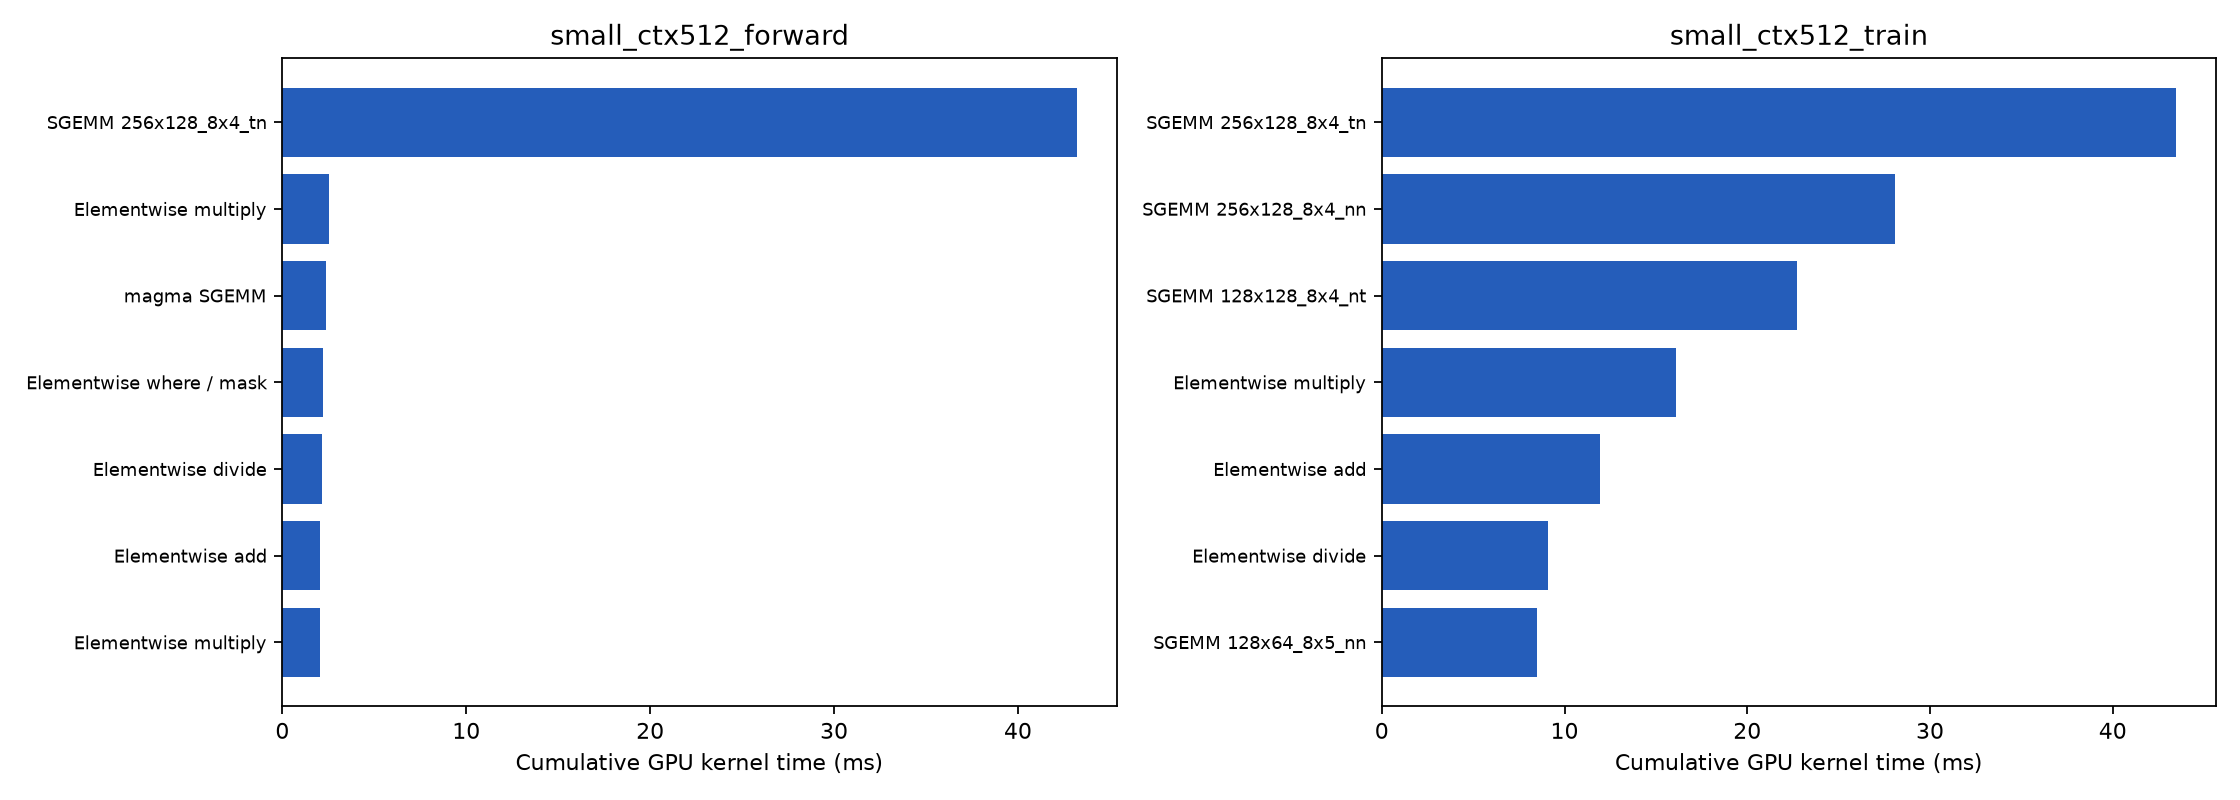 small_ctx512_forward
SGEMM 256x128_8x4_tn
Elementwise multiply
magma SGEMM
Elementwise where / mask
Elementwise divide
Elementwise add
Elementwise multiply
0 10 20 30 40
Cumulative GPU kernel time (ms)
small_ctx512_train
SGEMM 256x128_8x4_tn
SGEMM 256x128_8x4_nn
SGEMM 128x128_8x4_nt
Elementwise multiply
Elementwise add
Elementwise divide
SGEMM 128x64_8x5_nn
0 10 20 30 40
Cumulative GPU kernel time (ms)